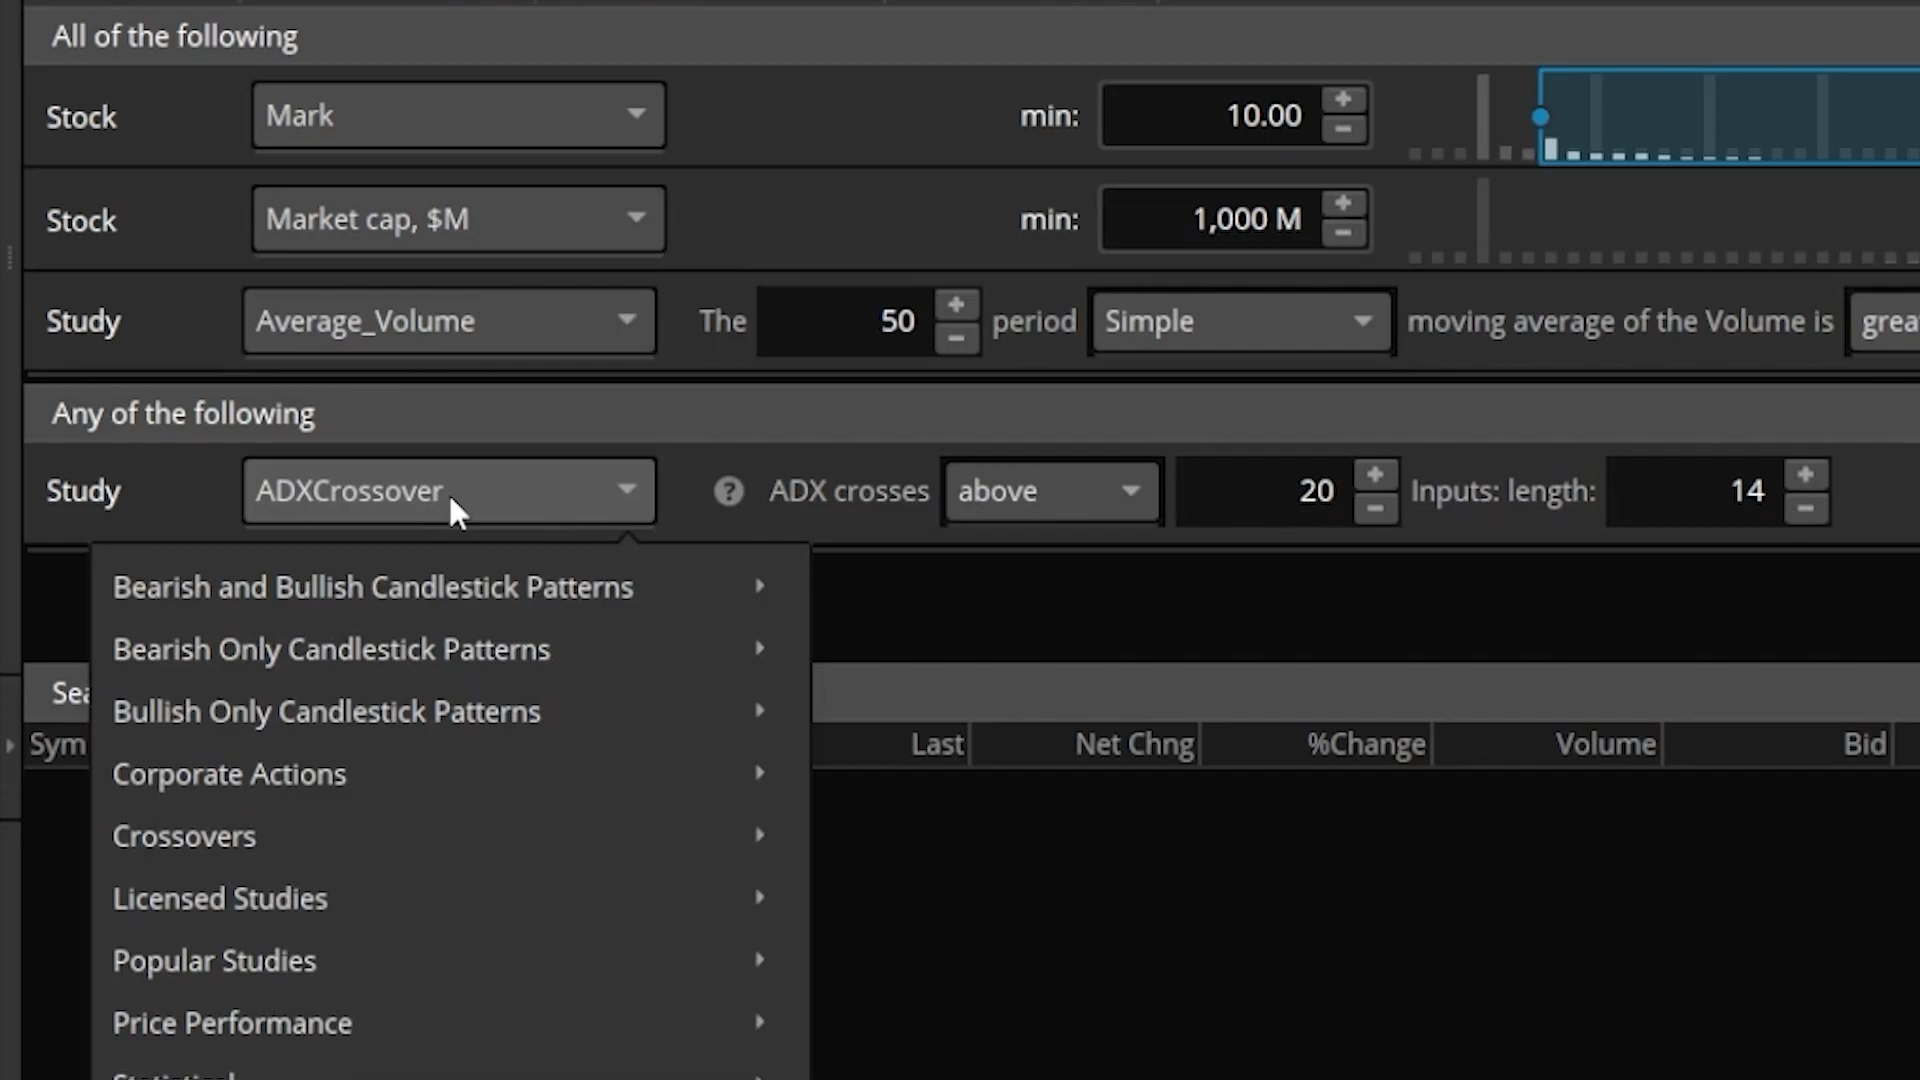 All of the following
Stock Mark min: 10.00
Stock Market cap, $M min: 1,000 M
Study Average_Volume The 50 period Simple moving average of the Volume is
Any of the following
Study ADXCrossover ? ADX crosses above 20 Inputs: length: 14
Bearish and Bullish Candlestick Patterns
Bearish Only Candlestick Patterns
Bullish Only Candlestick Patterns
Sym Last Net Chng %Change Volume Bid
Corporate Actions
Crossovers
Licensed Studies
Popular Studies
Price Performance